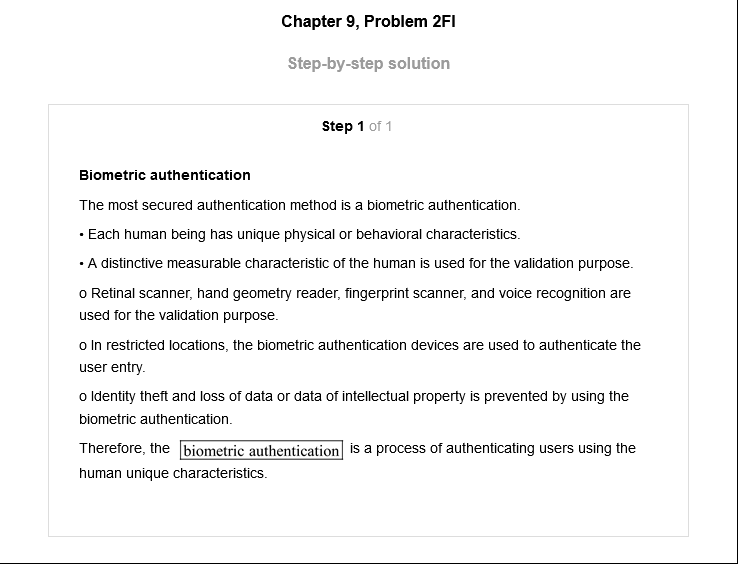 Chapter 9, Problem 2FI
Step-by-step solution
Step 1 of 1
Biometric authentication
The most secured authentication method is a biometric authentication.
• Each human being has unique physical or behavioral characteristics.
• A distinctive measurable characteristic of the human is used for the validation purpose.
o Retinal scanner, hand geometry reader, fingerprint scanner, and voice recognition are
used for the validation purpose.
o In restricted locations, the biometric authentication devices are used to authenticate the
user entry.
o Identity theft and loss of data or data of intellectual property is prevented by using the
biometric authentication.
Therefore, the biometric authentication is a process of authenticating users using the
human unique characteristics.